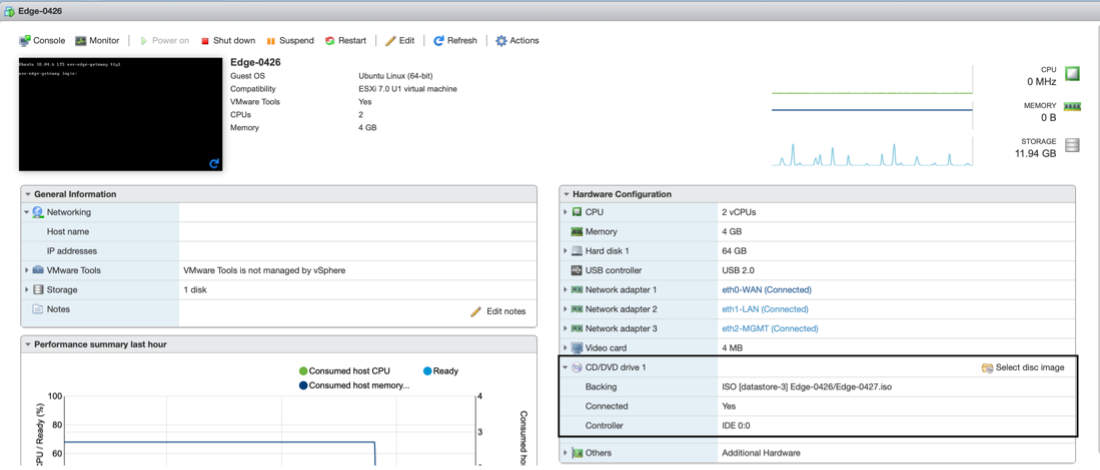 Edge-0426
Console Monitor Power on Shut down Suspend Restart Edit Refresh Actions
Edge-0426
Guest OS Ubuntu Linux (64-bit)
Compatibility ESXi 7.0 U1 virtual machine
VMware Tools Yes
CPUs 2
Memory 4 GB
CPU
0 MHz
MEMORY
0 B
STORAGE
11.94 GB
General Information
Networking
Host name
IP addresses
VMware Tools VMware Tools is not managed by vSphere
Storage 1 disk
Notes Edit notes
Performance summary last hour
Consumed host CPU Ready
Consumed host memory...
100
80
60
4
3
Hardware Configuration
CPU 2 vCPUs
Memory 4 GB
Hard disk 1 64 GB
USB controller USB 2.0
Network adapter 1 eth0-WAN (Connected)
Network adapter 2 eth1-LAN (Connected)
Network adapter 3 eth2-MGMT (Connected)
Video card 4 MB
CD/DVD drive 1 Select disc image
Backing ISO [datastore-3] Edge-0426/Edge-0427.iso
Connected Yes
Controller IDE 0:0
Others Additional Hardware